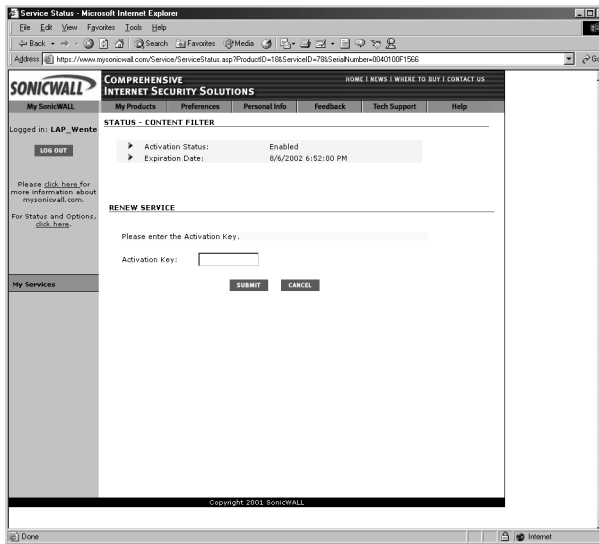 Service Status - Microsoft Internet Explorer
File Edit View Favorites Tools Help
Back Search Favorites Media
Address https://www.mysonicwall.com/Service/ServiceStatus.asp?ProductID=18&ServiceID=78&SerialNumber=0040100F1566 Go
SONICWALL
COMPREHENSIVE
INTERNET SECURITY SOLUTIONS
HOME | NEWS | WHERE TO BUY | CONTACT US
My SonicWALL My Products Preferences Personal Info Feedback Tech Support Help
Logged in: LAP_Wente
LOG OUT
Please click here for
more information about
mysonicwall.com.
For Status and Options,
click here.
My Services
STATUS - CONTENT FILTER
Activation Status: Enabled
Expiration Date: 8/6/2002 6:52:00 PM
RENEW SERVICE
Please enter the Activation Key.
Activation Key:
SUBMIT CANCEL
Copyright 2001 SonicWALL
Done Internet